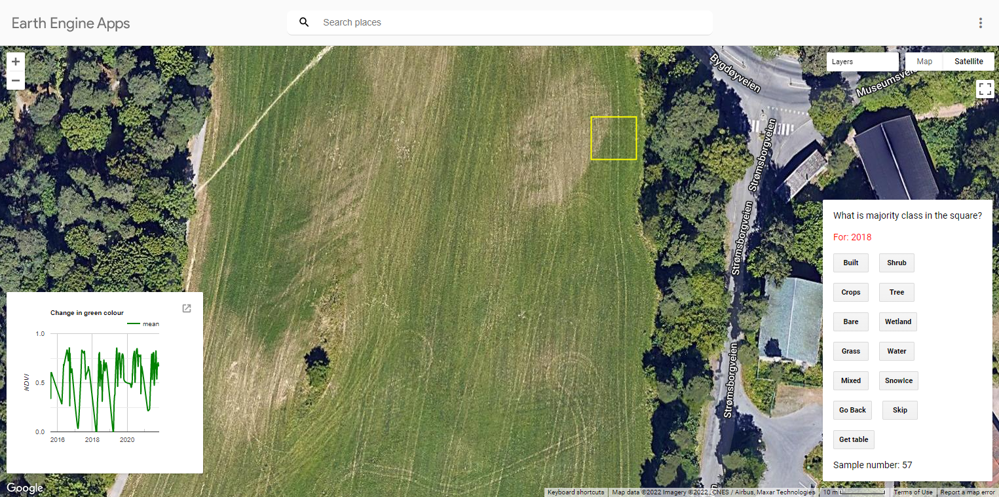 Earth Engine Apps
Search places
Layers
Map
Satellite
Bygdøyveien
Strømsborgveien
Strømsborgveien
Strømsborgveien
What is majority class in the square?
For: 2018
Built
Shrub
Crops
Tree
Bare
Wetland
Grass
Water
Mixed
SnowIce
Go Back
Skip
Get table
Sample number: 57
Change in green colour
mean
1.0
NDVI
0.5
0.0
2016
2018
2020
Google
Keyboard shortcuts
Map data ©2022 Imagery ©2022 , CNES / Airbus, Maxar Technologies
10 m
Terms of Use
Report a map error